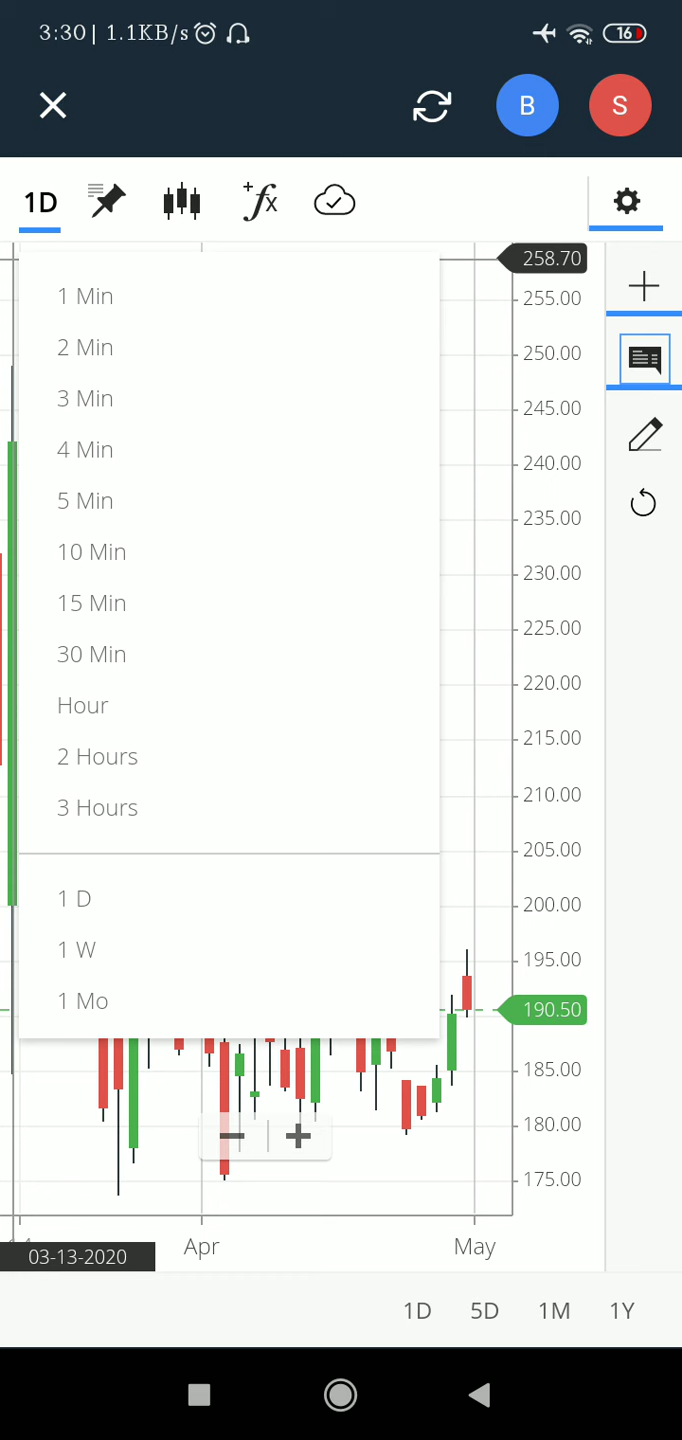 3:30 | 1.1KB/s 16
B S
1D fx
258.70
1 Min
255.00
2 Min
250.00
3 Min
245.00
4 Min
240.00
5 Min
235.00
10 Min
230.00
15 Min
225.00
30 Min
220.00
Hour
215.00
2 Hours
210.00
3 Hours
205.00
1 D
200.00
1 W
195.00
1 Mo
190.50
185.00
180.00
175.00
Apr May
03-13-2020
1D 5D 1M 1Y